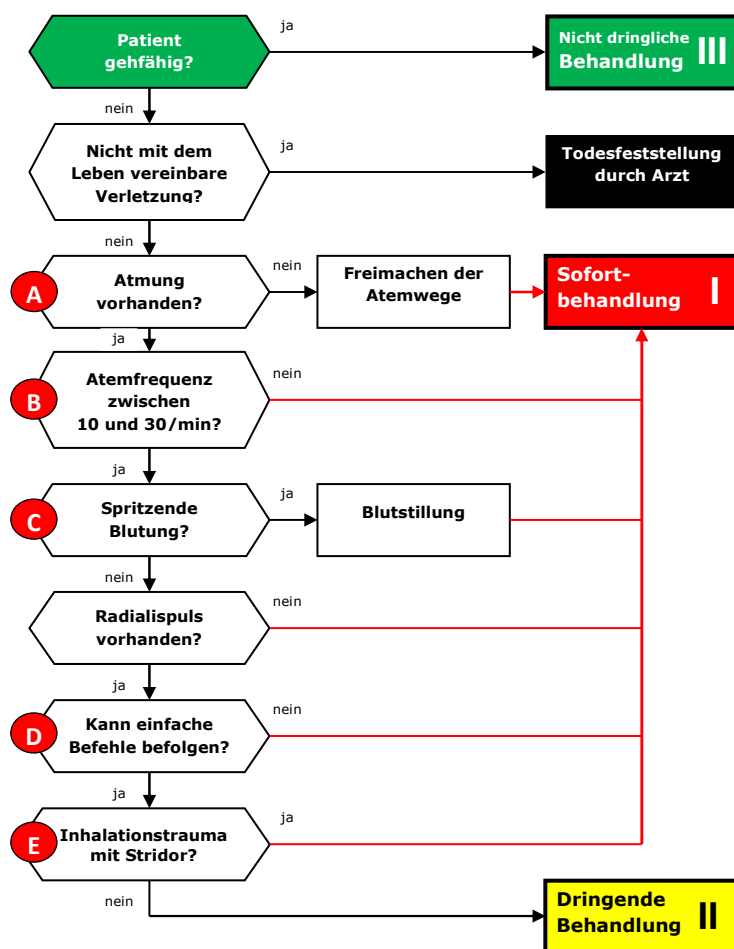 Patient
gehfähig?
ja
Nicht dringliche
Behandlung III
nein
Nicht mit dem
Leben vereinbare
Verletzung?
ja
Todesfeststellung
durch Arzt
nein
A
Atmung
vorhanden?
nein
Freimachen der
Atemwege
Sofort-
behandlung I
ja
B
Atemfrequenz
zwischen
10 und 30/min?
nein
ja
C
Spritzende
Blutung?
ja
Blutstillung
nein
Radialispuls
vorhanden?
nein
ja
D
Kann einfache
Befehle befolgen?
nein
ja
E
Inhalationstrauma
mit Stridor?
ja
nein
Dringende
Behandlung II